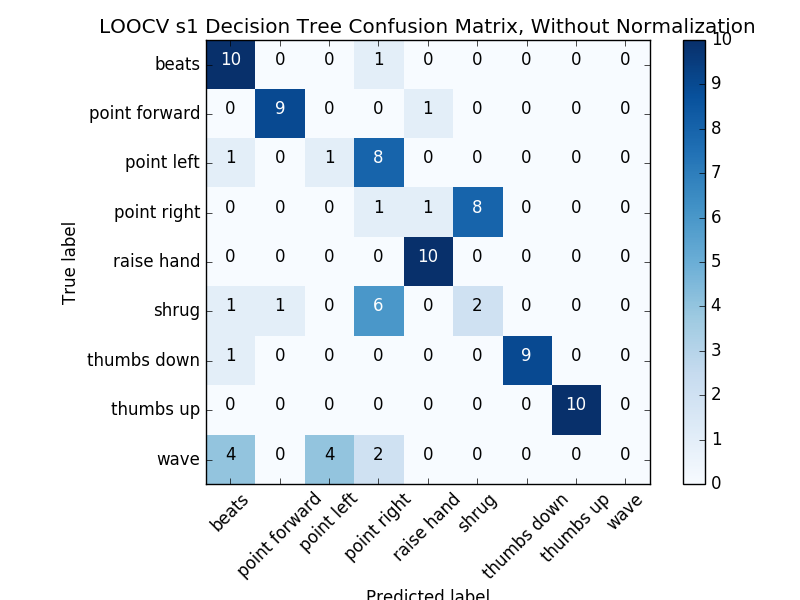 LOOCV s1 Decision Tree Confusion Matrix, Without Normalization
True label
beats 10 0 0 1 0 0 0 0 0
point forward 0 9 0 0 1 0 0 0 0
point left 1 0 1 8 0 0 0 0 0
point right 0 0 0 1 1 8 0 0 0
raise hand 0 0 0 0 10 0 0 0 0
shrug 1 1 0 6 0 2 0 0 0
thumbs down 1 0 0 0 0 0 9 0 0
thumbs up 0 0 0 0 0 0 0 10 0
wave 4 0 4 2 0 0 0 0 0
beats point forward point left point right raise hand shrug thumbs down thumbs up wave
Predicted label
10
9
8
7
6
5
4
3
2
1
0